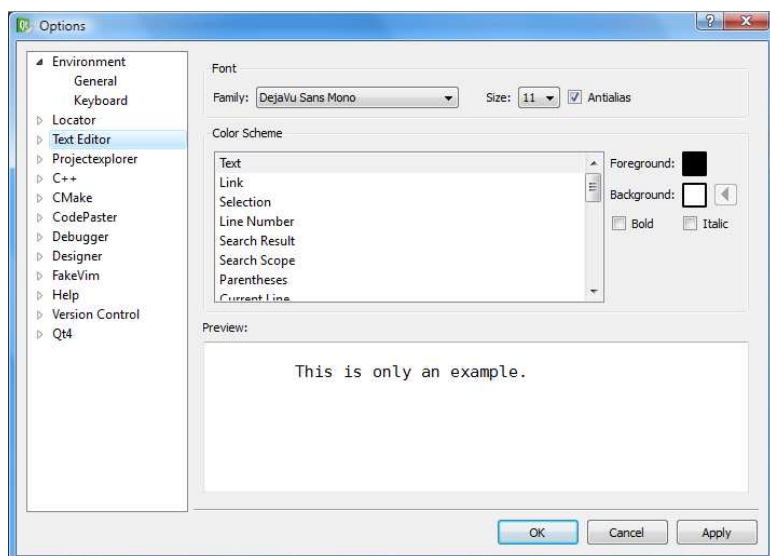 Options
Environment
General
Keyboard
Locator
Text Editor
Projectexplorer
C++
CMake
CodePaster
Debugger
Designer
FakeVim
Help
Version Control
Qt4
Font
Family: DejaVu Sans Mono Size: 11 Antialias
Color Scheme
Text
Link
Selection
Line Number
Search Result
Search Scope
Parentheses
Current Line
Foreground:
Background:
Bold Italic
Preview:
This is only an example.
OK Cancel Apply